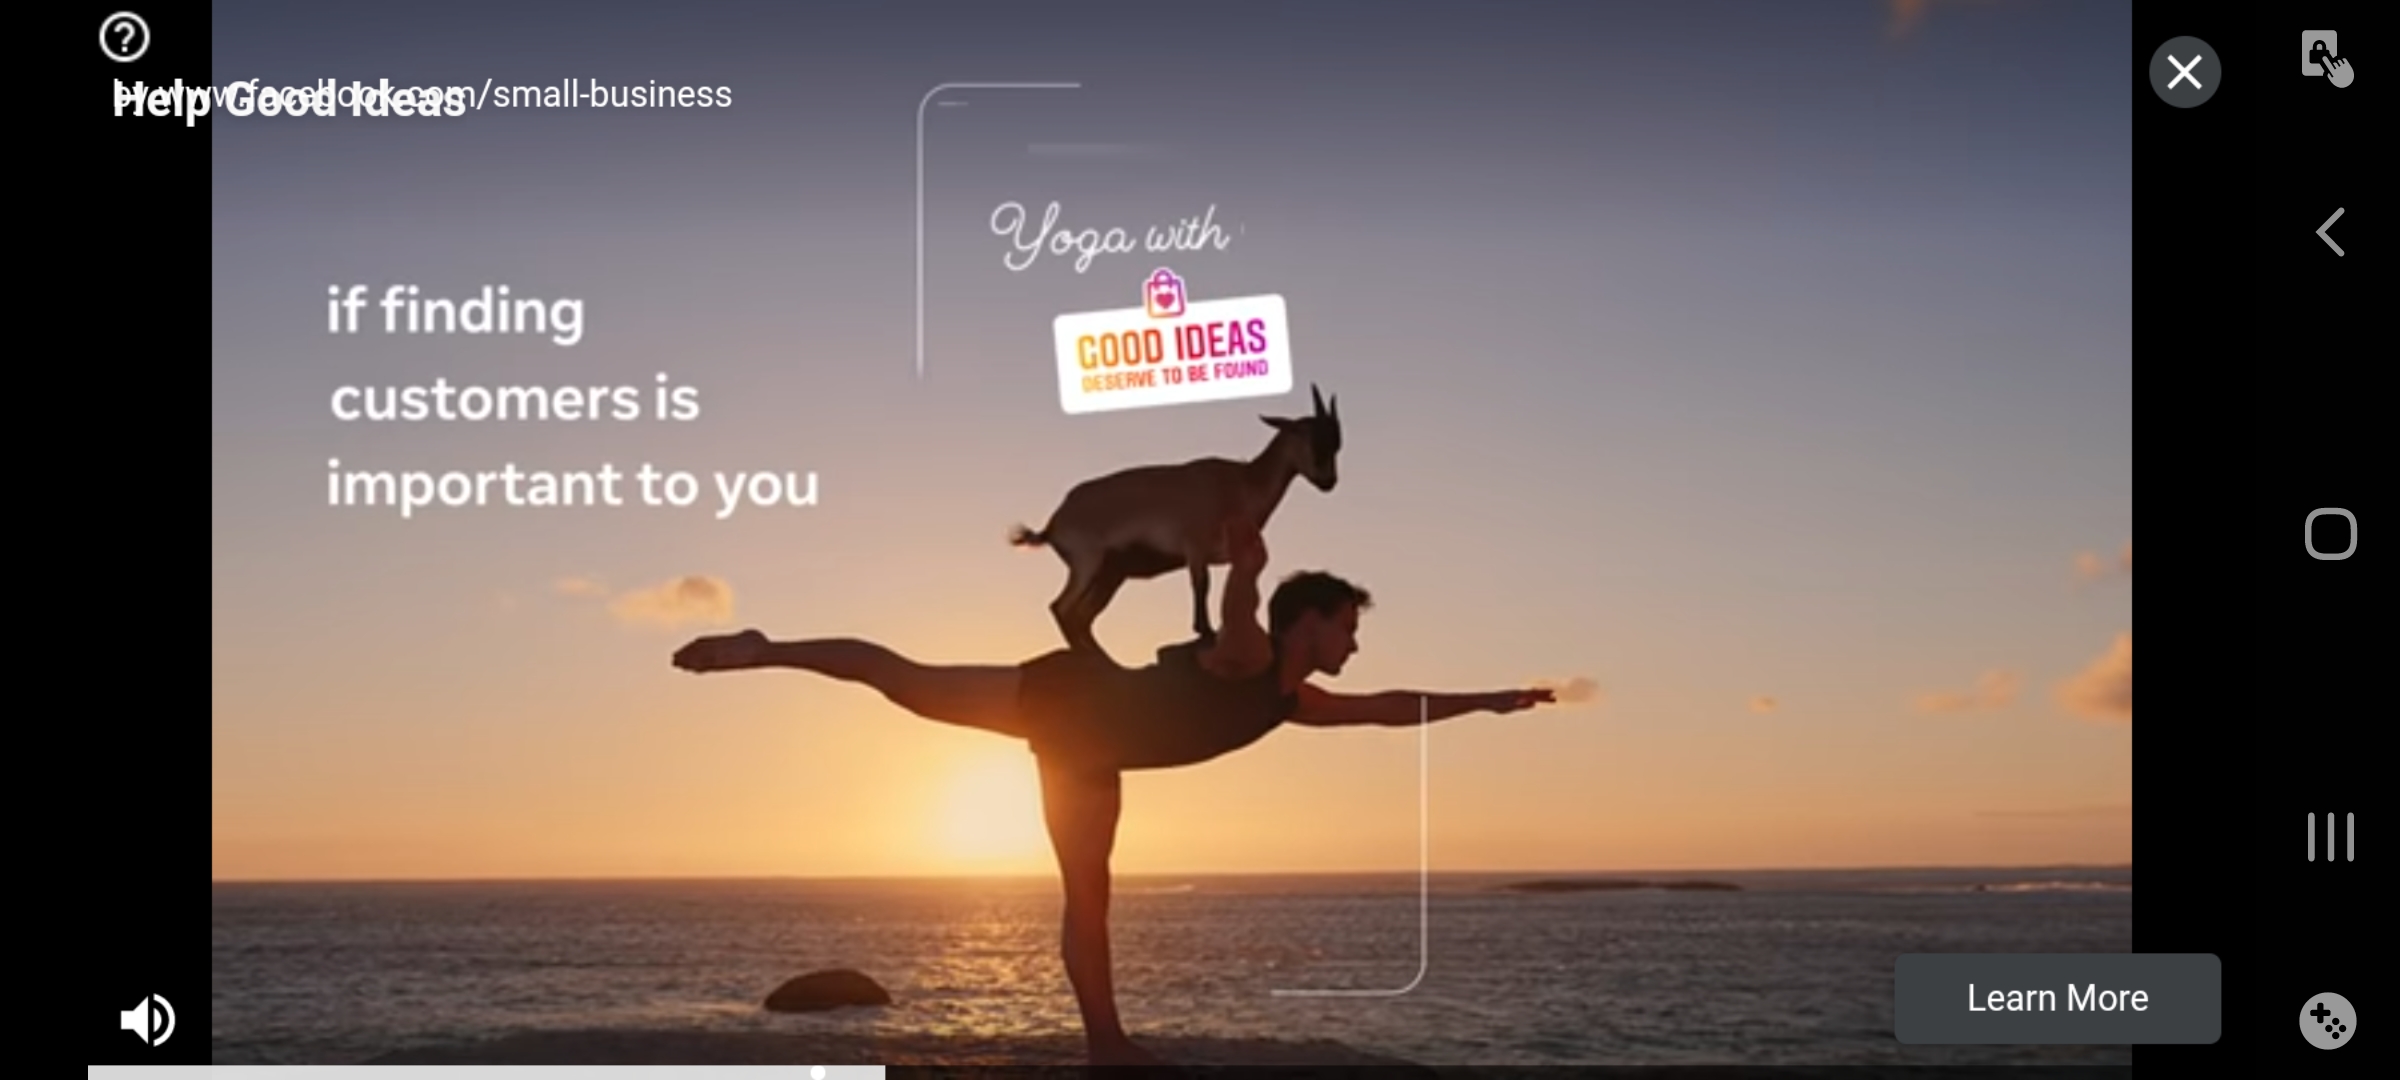 by www.facebook.com/small-business
Help Good Ideas
Yoga with
GOOD IDEAS
DESERVE TO BE FOUND
if finding
customers is
important to you
Learn More